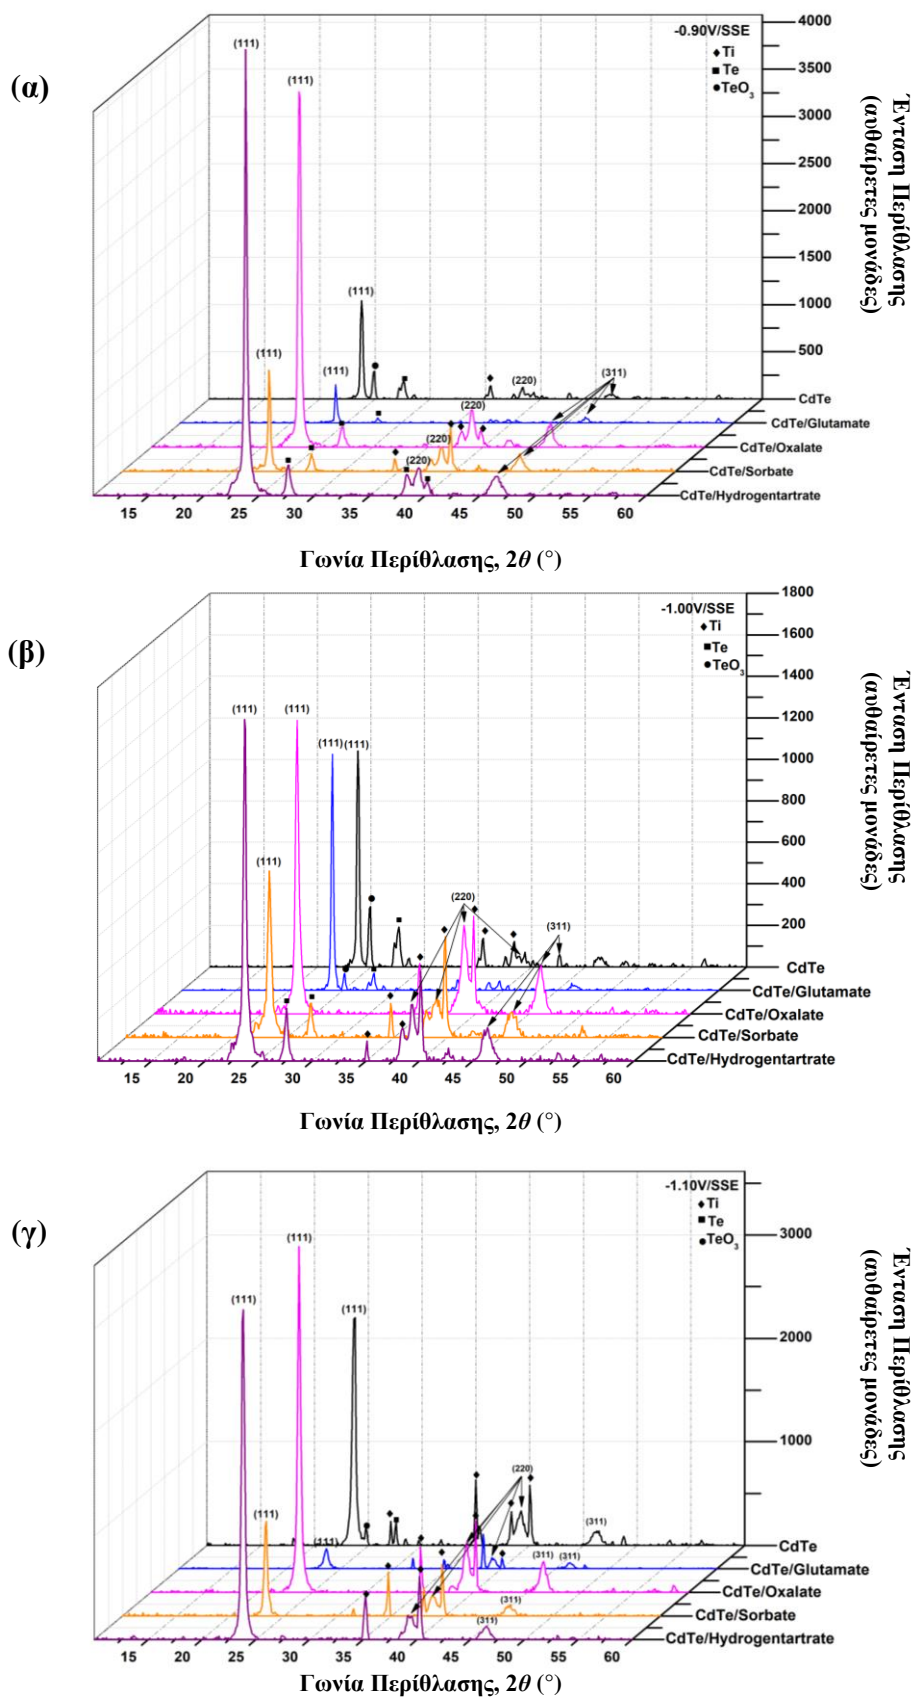 (α)
-0.90V/SSE
♦Ti
■Te
●TeO3
(111)
(111)
(111)
(111)
(111)
(220)
(220)
(220)
(220)
(311)
4000
3500
3000
2500
2000
1500
1000
500
CdTe
CdTe/Glutamate
CdTe/Oxalate
CdTe/Sorbate
CdTe/Hydrogentartrate
15 20 25 30 35 40 45 50 55 60
Γωνία Περίθλασης, 2θ (°)
Ένταση Περίθλασης
(αυθαίρετες μονάδες)
(β)
-1.00V/SSE
♦Ti
■Te
●TeO3
(111)
(111)
(111)
(111)
(111)
(220)
(311)
1800
1600
1400
1200
1000
800
600
400
200
CdTe
CdTe/Glutamate
CdTe/Oxalate
CdTe/Sorbate
CdTe/Hydrogentartrate
15 20 25 30 35 40 45 50 55 60
Γωνία Περίθλασης, 2θ (°)
Ένταση Περίθλασης
(αυθαίρετες μονάδες)
(γ)
-1.10V/SSE
♦Ti
■Te
●TeO3
(111)
(111)
(111)
(111)
(111)
(220)
(311)
(311)
(311)
(311)
(311)
3000
2000
1000
CdTe
CdTe/Glutamate
CdTe/Oxalate
CdTe/Sorbate
CdTe/Hydrogentartrate
15 20 25 30 35 40 45 50 55 60
Γωνία Περίθλασης, 2θ (°)
Ένταση Περίθλασης
(αυθαίρετες μονάδες)